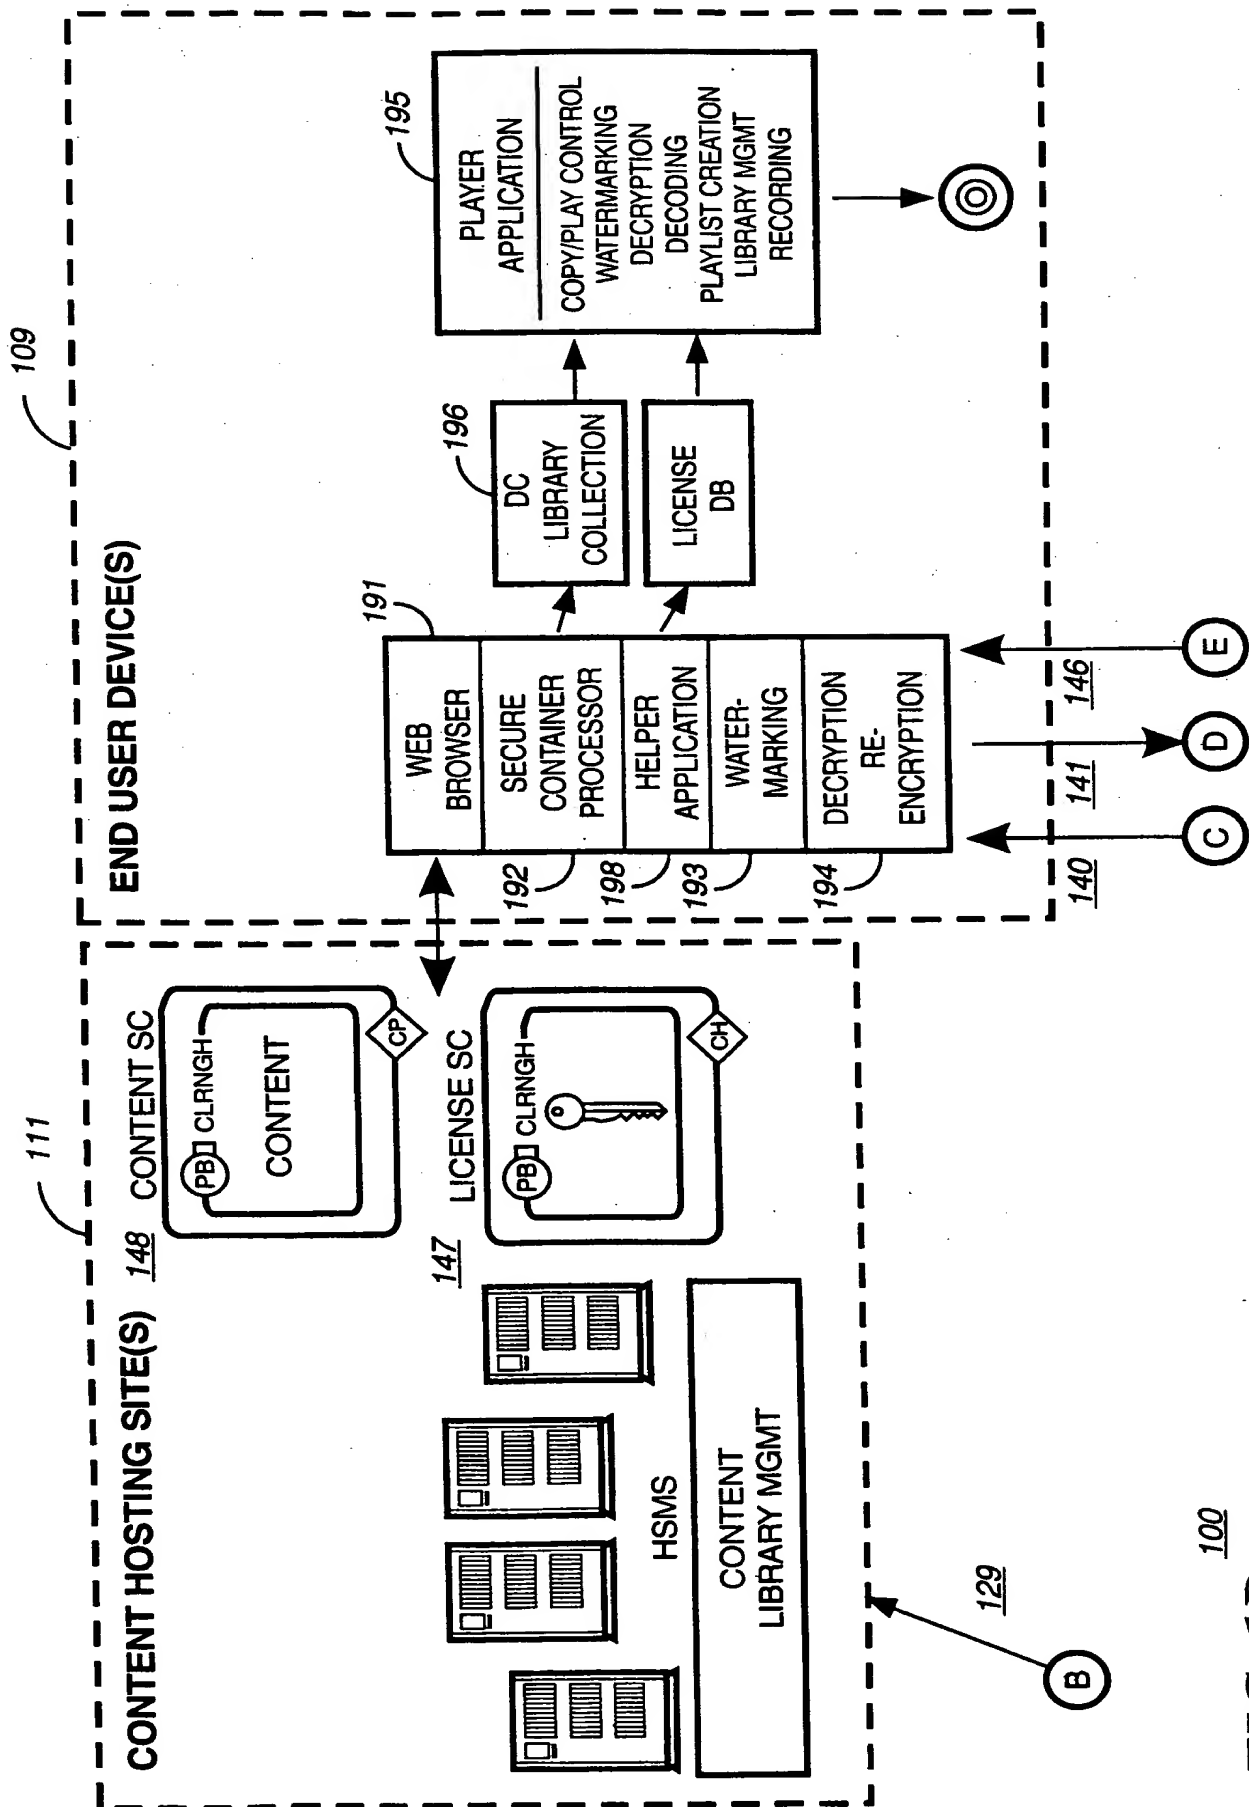 111
CONTENT HOSTING SITE(S)
148
CONTENT SC
PB
CLRNGH
CONTENT
CP
147
LICENSE SC
PB
CLRNGH
CH
HSMS
CONTENT
LIBRARY MGMT
129
B
109
END USER DEVICE(S)
191
WEB
BROWSER
SECURE
CONTAINER
PROCESSOR
192
HELPER
APPLICATION
198
WATER-
MARKING
193
DECRYPTION
RE-
ENCRYPTION
194
196
DC
LIBRARY
COLLECTION
LICENSE
DB
195
PLAYER
APPLICATION
COPY/PLAY CONTROL
WATERMARKING
DECRYPTION
DECODING
PLAYLIST CREATION
LIBRARY MGMT
RECORDING
140
141
146
C
D
E
100